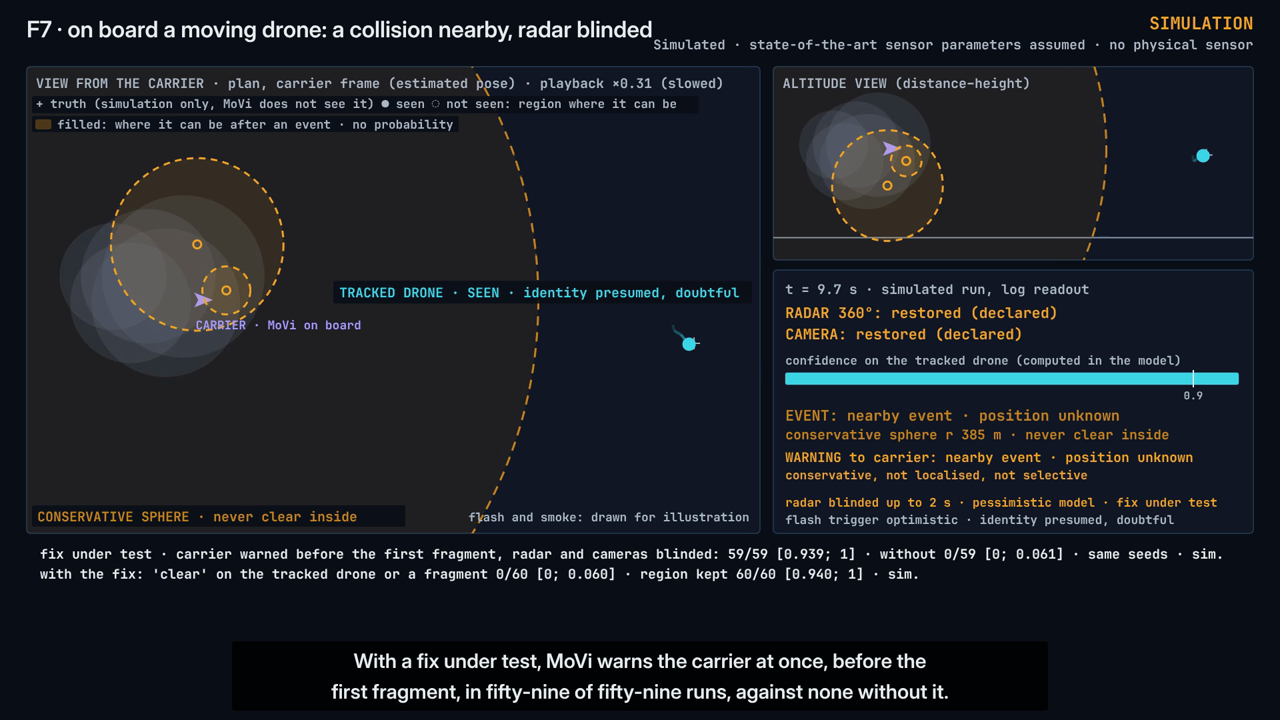 F7 · on board a moving drone: a collision nearby, radar blinded
SIMULATION
Simulated · state-of-the-art sensor parameters assumed · no physical sensor
VIEW FROM THE CARRIER · plan, carrier frame (estimated pose) · playback ×0.31 (slowed)
+ truth (simulation only, MoVi does not see it) ● seen ◌ not seen: region where it can be
filled: where it can be after an event · no probability
TRACKED DRONE · SEEN · identity presumed, doubtful
CARRIER · MoVi on board
CONSERVATIVE SPHERE · never clear inside
flash and smoke: drawn for illustration
ALTITUDE VIEW (distance-height)
t = 9.7 s · simulated run, log readout
RADAR 360°: restored (declared)
CAMERA: restored (declared)
confidence on the tracked drone (computed in the model)
0.9
EVENT: nearby event · position unknown
conservative sphere r 385 m · never clear inside
WARNING to carrier: nearby event · position unknown
conservative, not localised, not selective
radar blinded up to 2 s · pessimistic model · fix under test
flash trigger optimistic · identity presumed, doubtful
fix under test · carrier warned before the first fragment, radar and cameras blinded: 59/59 [0.939; 1] · without 0/59 [0; 0.061] · same seeds · sim.
with the fix: 'clear' on the tracked drone or a fragment 0/60 [0; 0.060] · region kept 60/60 [0.940; 1] · sim.
With a fix under test, MoVi warns the carrier at once, before the
first fragment, in fifty-nine of fifty-nine runs, against none without it.